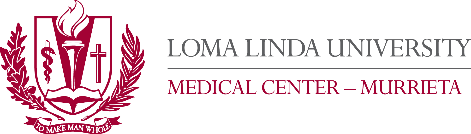 LOMA LINDA UNIVERSITY
MEDICAL CENTER – MURRIETA
TO MAKE MAN WHOLE